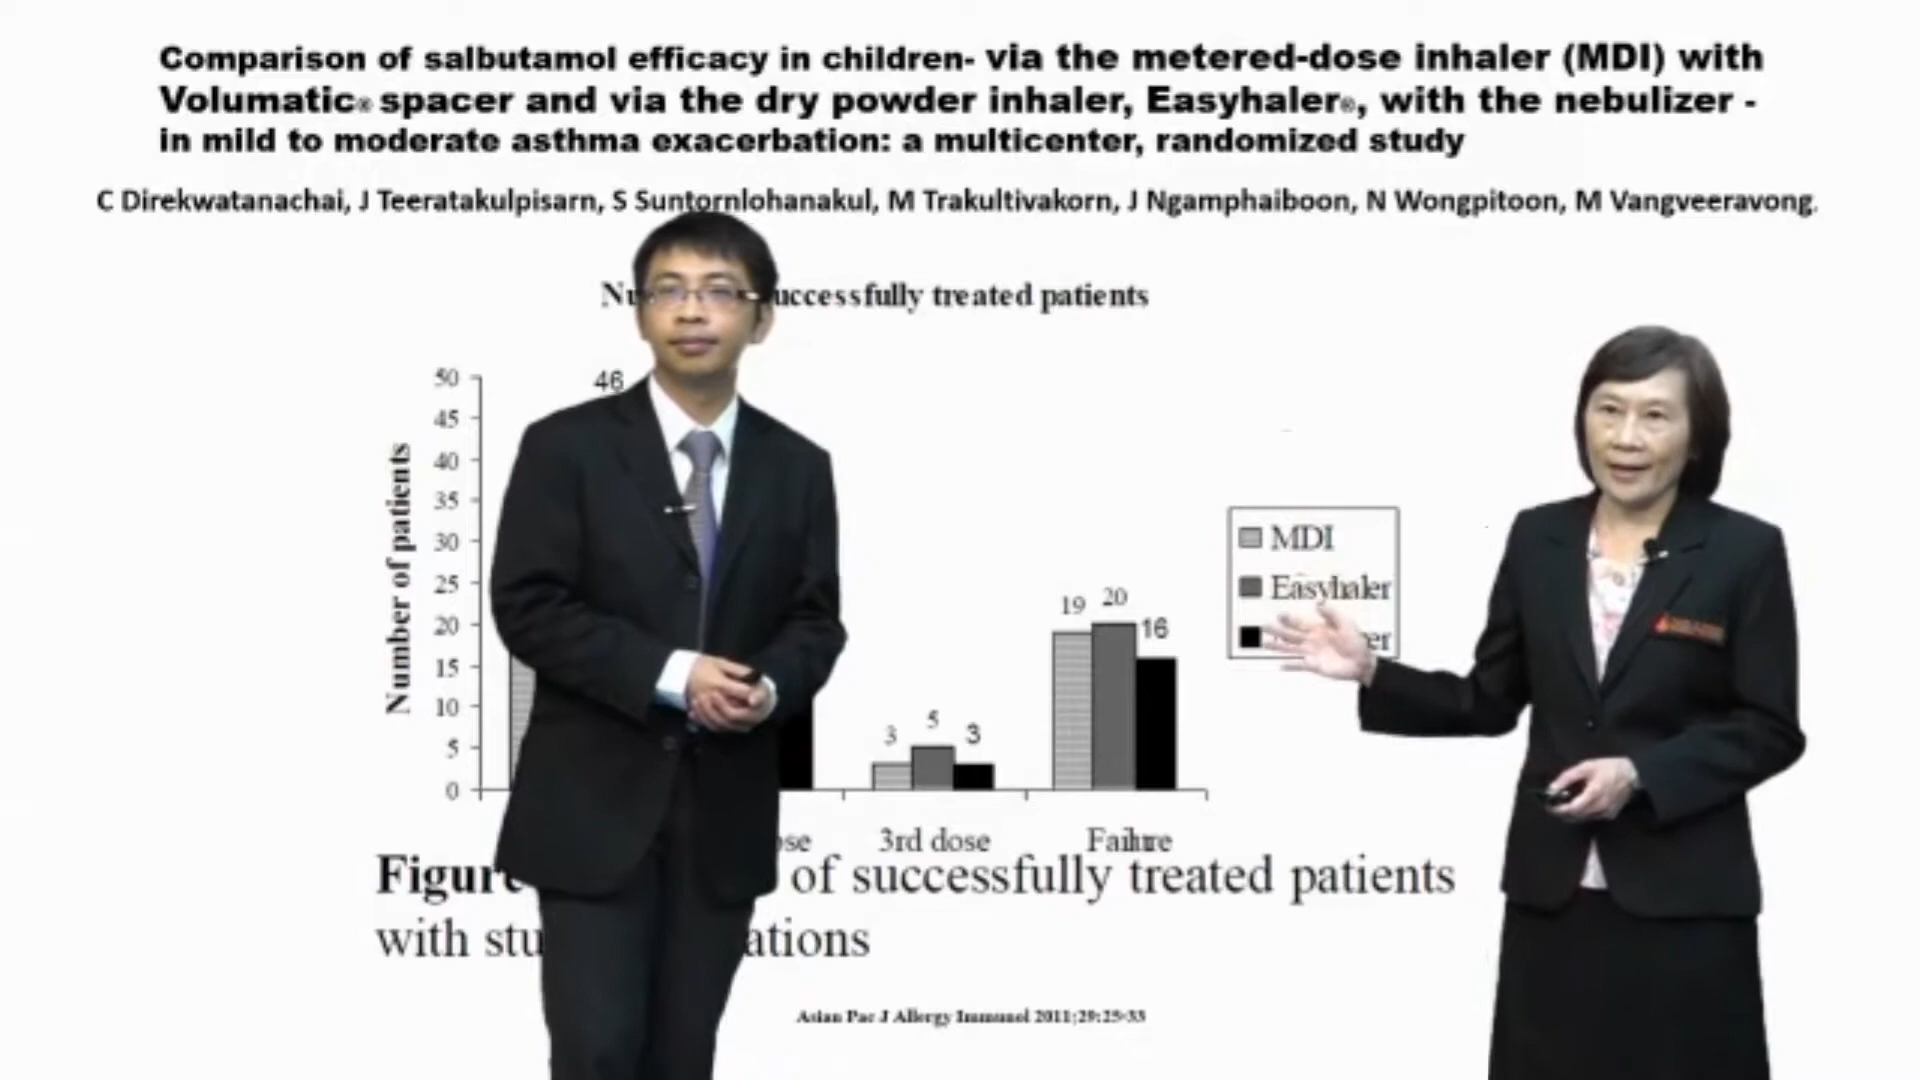 Comparison of salbutamol efficacy in children- via the metered-dose inhaler (MDI) with
Volumatic® spacer and via the dry powder inhaler, Easyhaler®, with the nebulizer -
in mild to moderate asthma exacerbation: a multicenter, randomized study
C Direkwatanachai, J Teeratakulpisarn, S Suntornlohanakul, M Trakultivakorn, J Ngamphaiboon, N Wongpitoon, M Vangveeravong.
successfully treated patients
50
46
45
40
35
30
25
20
15
10
5
0
Number of patients
3
5
3
19
20
16
MDI
Easyhaler
3rd dose
Failure
of successfully treated patients
with
Asian Pac J Allergy Immunol 2011;29:25-33